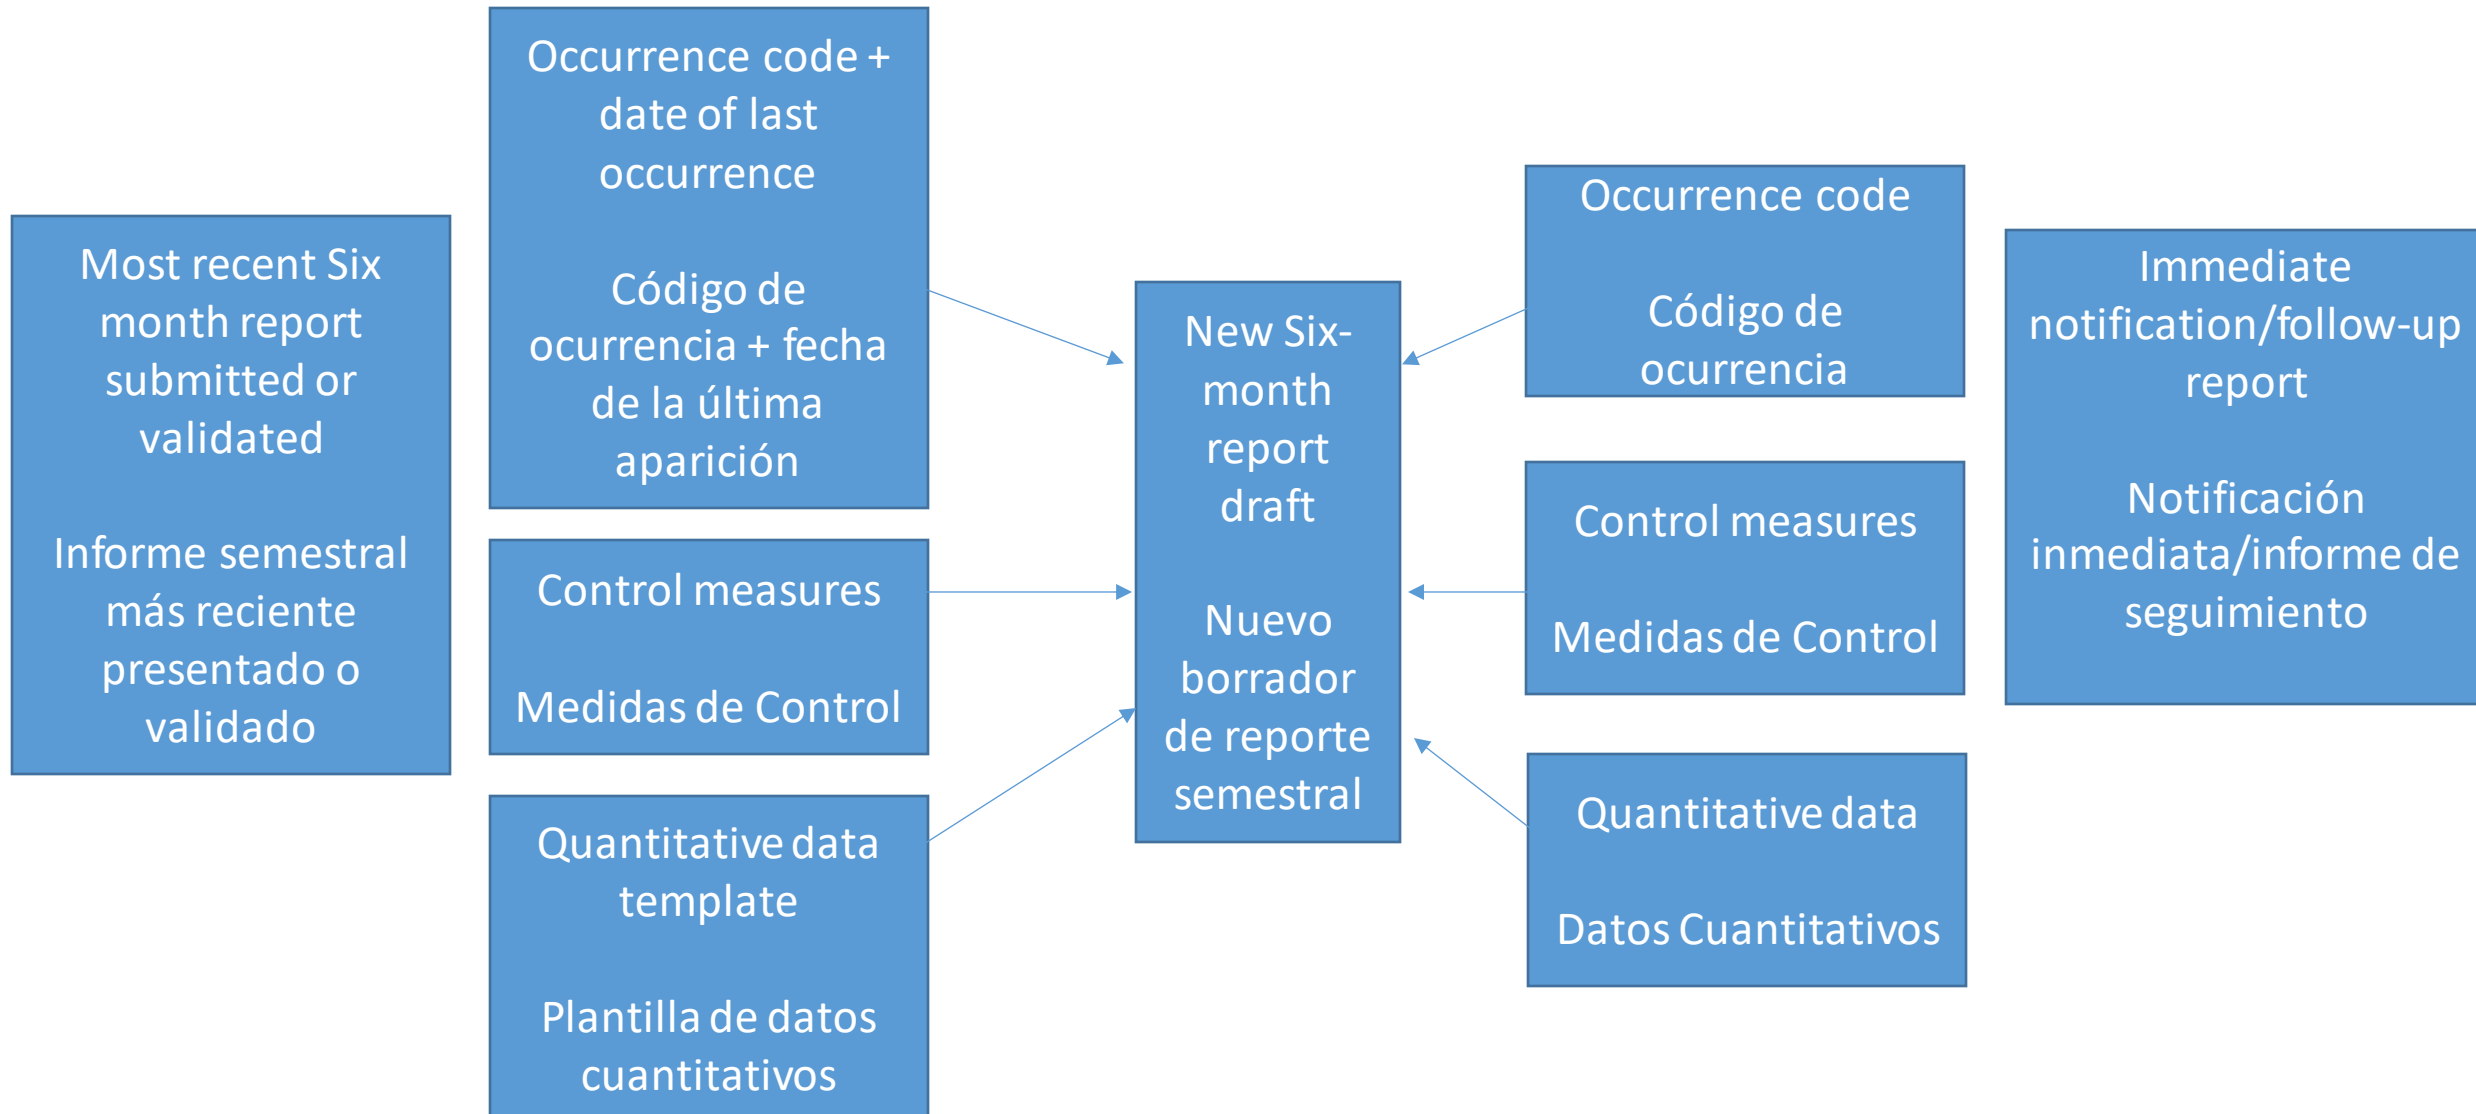 Most recent Six
month report
submitted or
validated
Informe semestral
más reciente
presentado o
validado
Occurrence code +
date of last
occurrence
Código de
ocurrencia + fecha
de la última
aparición
Control measures
Medidas de Control
Quantitative data
template
Plantilla de datos
cuantitativos
New Six-
month
report
draft
Nuevo
borrador
de reporte
semestral
Occurrence code
Código de
ocurrencia
Control measures
Medidas de Control
Quantitative data
Datos Cuantitativos
Immediate
notification/follow-up
report
Notificación
inmediata/informe de
seguimiento